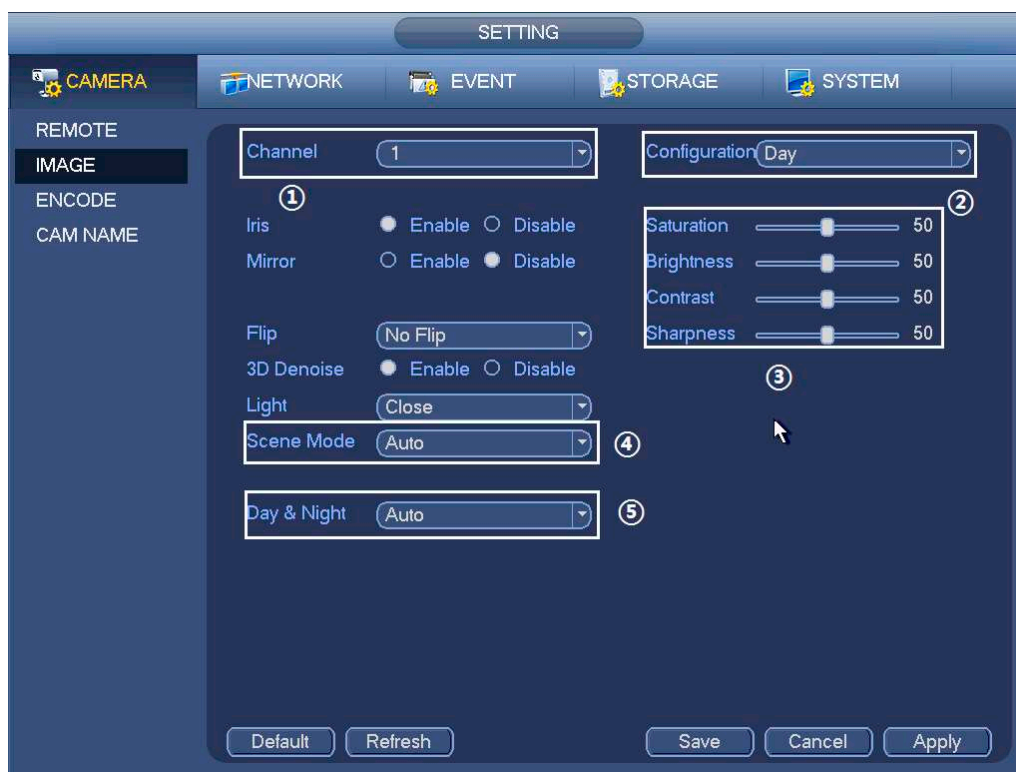 SETTING
CAMERA NETWORK EVENT STORAGE SYSTEM
REMOTE
IMAGE
ENCODE
CAM NAME
Channel 1 Configuration Day
① ②
Iris Enable Disable Saturation 50
Mirror Enable Disable Brightness 50
Contrast 50
Flip No Flip Sharpness 50
3D Denoise Enable Disable ③
Light Close
Scene Mode Auto ④
Day & Night Auto ⑤
Default Refresh Save Cancel Apply